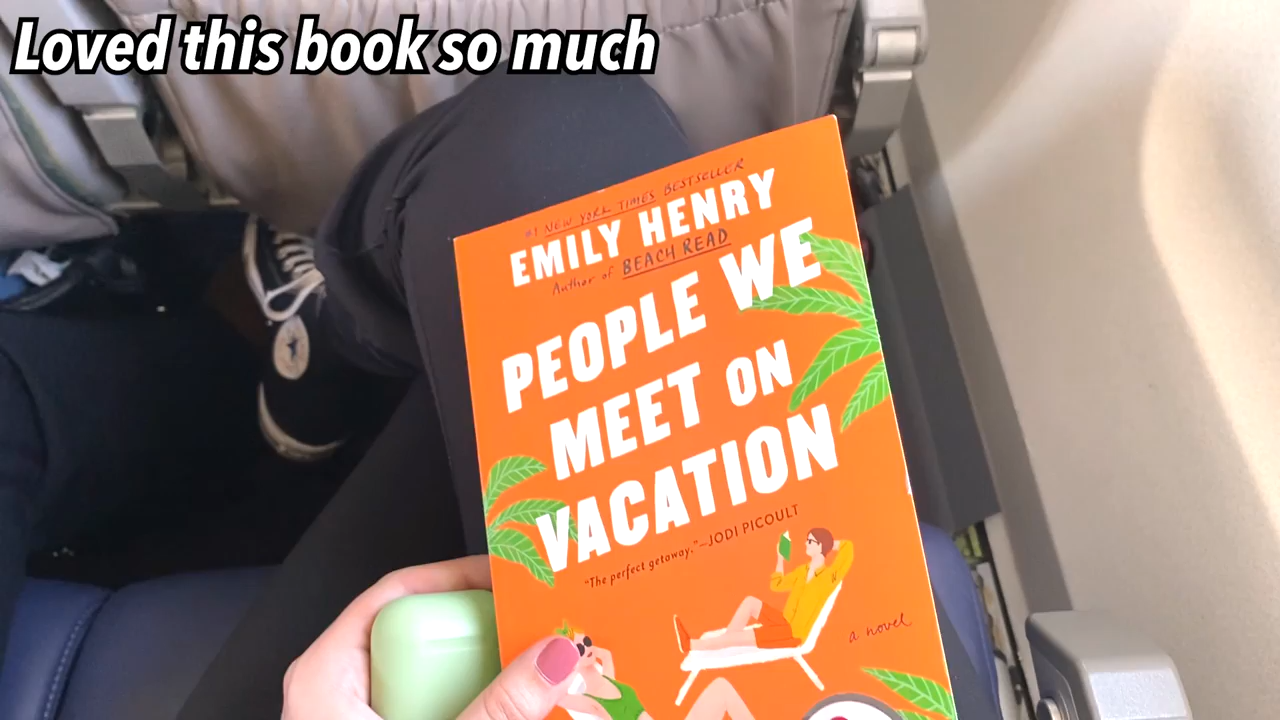 Loved this book so much
#1 NEW YORK TIMES BESTSELLER
EMILY HENRY
Author of BEACH READ
PEOPLE WE
MEET ON
VACATION
"The perfect getaway."—JODI PICOULT
a novel